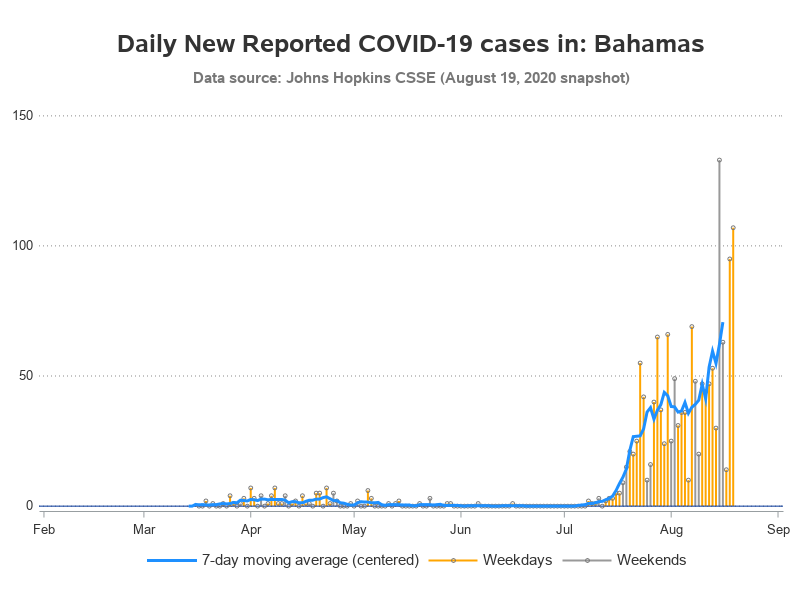 Daily New Reported COVID-19 cases in: Bahamas
Data source: Johns Hopkins CSSE (August 19, 2020 snapshot)
150
100
50
0
Feb Mar Apr May Jun Jul Aug Sep
7-day moving average (centered) Weekdays Weekends